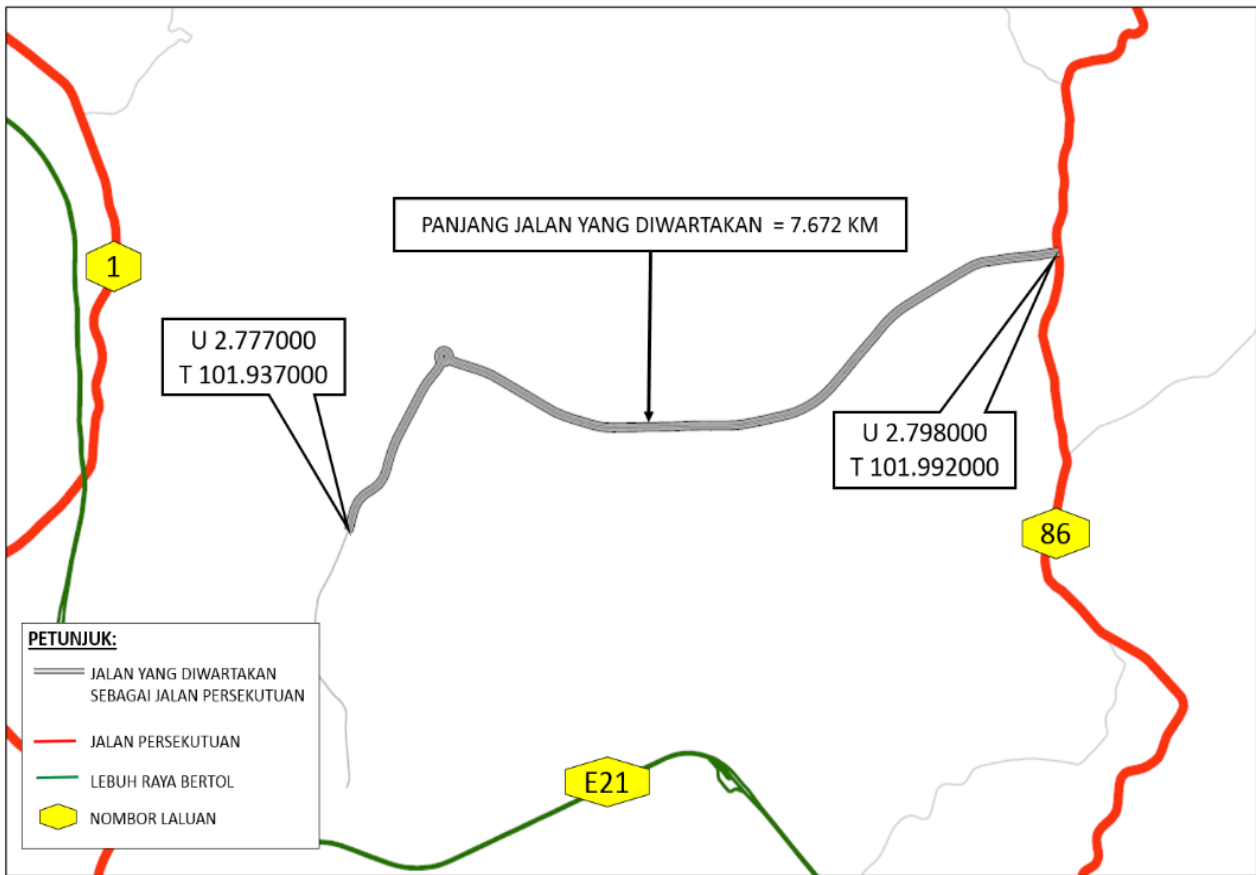 PANJANG JALAN YANG DIWARTAKAN = 7.672 KM
1
U 2.777000
T 101.937000
U 2.798000
T 101.992000
86
E21
PETUNJUK:
JALAN YANG DIWARTAKAN
SEBAGAI JALAN PERSEKUTUAN
JALAN PERSEKUTUAN
LEBUH RAYA BERTOL
NOMBOR LALUAN